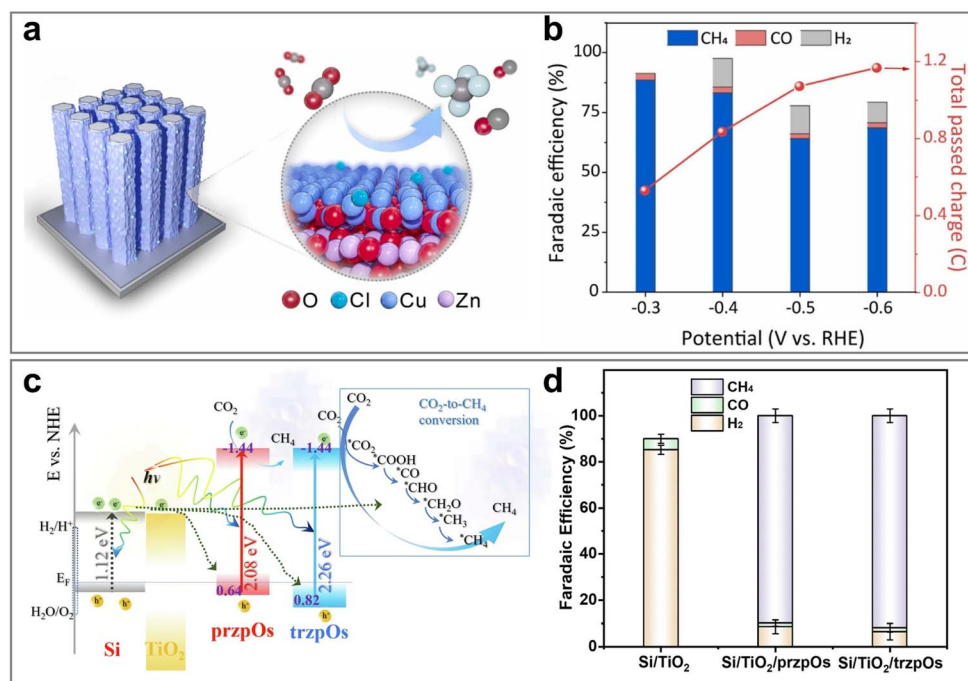 a
O Cl Cu Zn
b
CH₄ CO H₂
Faradaic efficiency (%)
100
75
50
25
0
-0.3 -0.4 -0.5 -0.6
Potential (V vs. RHE)
1.2
0.8
0.4
0.0
Total passed charge (C)
c
E vs. NHE
H₂/H⁺
E_F
H₂O/O₂
hν
e⁻ e⁻ e⁻
1.12 eV
h⁺ h⁺
Si
TiO₂
CO₂
e⁻
-1.44
2.08 eV
0.64
h⁺
przpOs
CH₄
CO₂
e⁻
-1.44
2.26 eV
0.82
h⁺
trzpOs
CO₂
CO₂-to-CH₄
conversion
*CO₂
*COOH
*CO
*CHO
*CH₂O
*CH₃
*CH₄
CH₄
d
CH₄
CO
H₂
Faradaic Efficiency (%)
100
80
60
40
20
0
Si/TiO₂ Si/TiO₂/przpOs Si/TiO₂/trzpOs